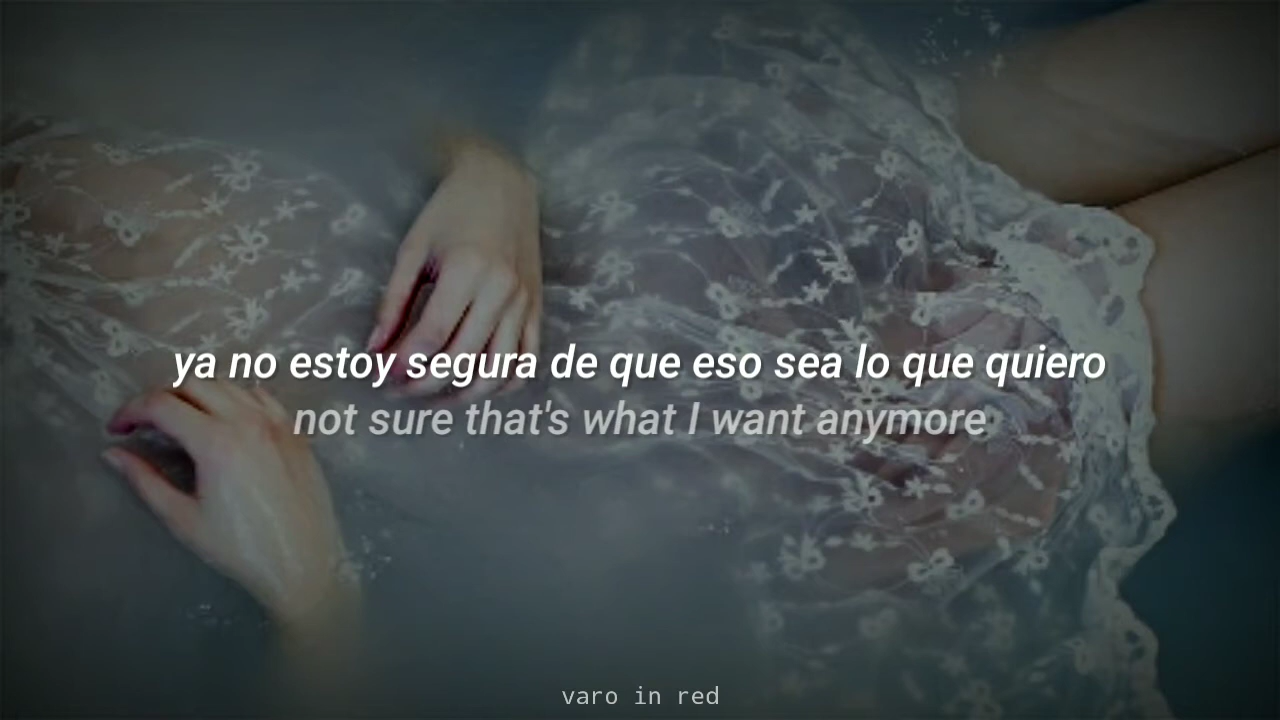 ya no estoy segura de que eso sea lo que quiero
not sure that's what I want anymore
varo in red